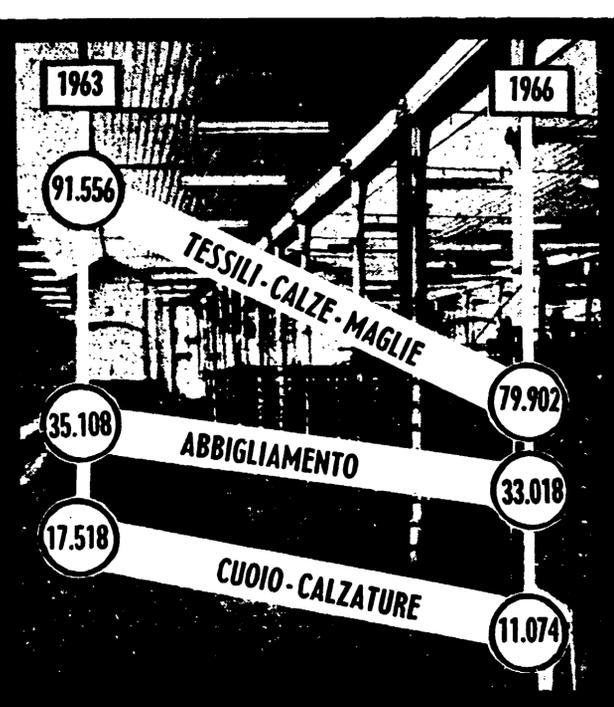 1963
1966
91.556
TESSILI - CALZE - MAGLIE
79.902
35.108
ABBIGLIAMENTO
33.018
17.518
CUOIO - CALZATURE
11.074